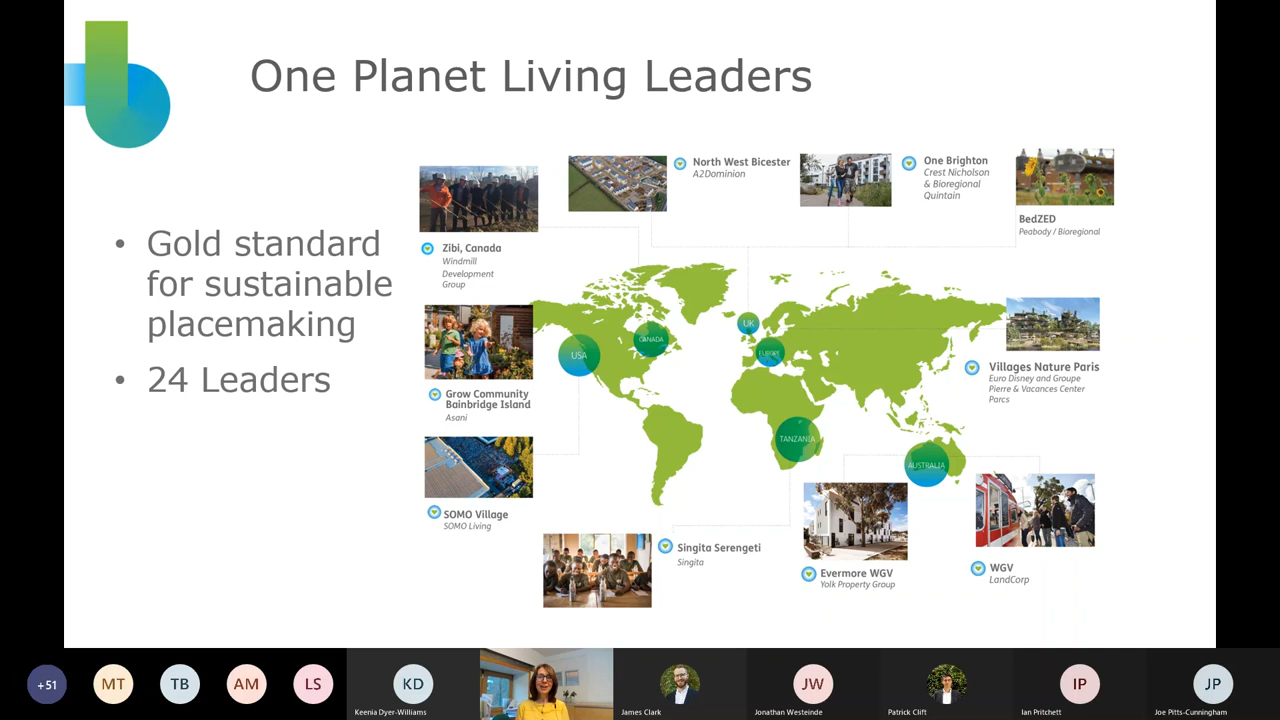 One Planet Living Leaders
• Gold standard
for sustainable
placemaking
• 24 Leaders
Zibi, Canada
Windmill
Development
Group
North West Bicester
A2Dominion
One Brighton
Crest Nicholson
& Bioregional
Quintain
BedZED
Peabody / Bioregional
Grow Community
Bainbridge Island
Asani
USA
CANADA
UK
EUROPE
TANZANIA
AUSTRALIA
Villages Nature Paris
Euro Disney and Groupe
Pierre & Vacances Center
Parcs
SOMO Village
SOMO Living
Singita Serengeti
Singita
Evermore WGV
Yolk Property Group
WGV
LandCorp
+51
MT
TB
AM
LS
KD
Keenia Dyer-Williams
James Clark
JW
Jonathan Westeinde
Patrick Clift
IP
Ian Pritchett
JP
Joe Pitts-Cunningham